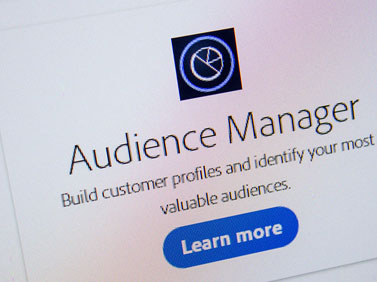 Audience Manager
Build customer profiles and identify your most
valuable audiences.
Learn more